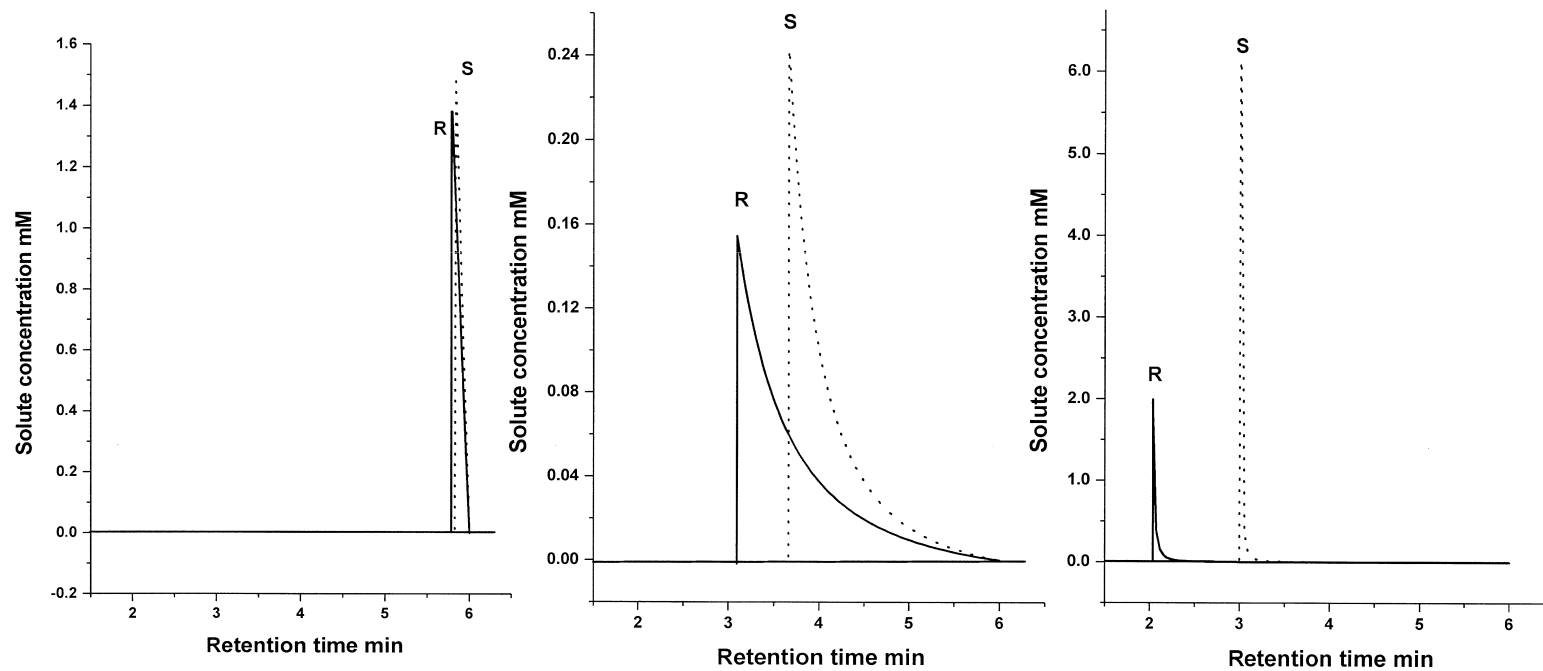 1.6
1.4
1.2
1.0
0.8
0.6
0.4
0.2
0.0
-0.2
Solute concentration mM
S
R
2 3 4 5 6
Retention time min
0.24
0.20
0.16
0.12
0.08
0.04
0.00
Solute concentration mM
S
R
2 3 4 5 6
Retention time min
6.0
5.0
4.0
3.0
2.0
1.0
0.0
Solute concentration mM
S
R
2 3 4 5 6
Retention time min